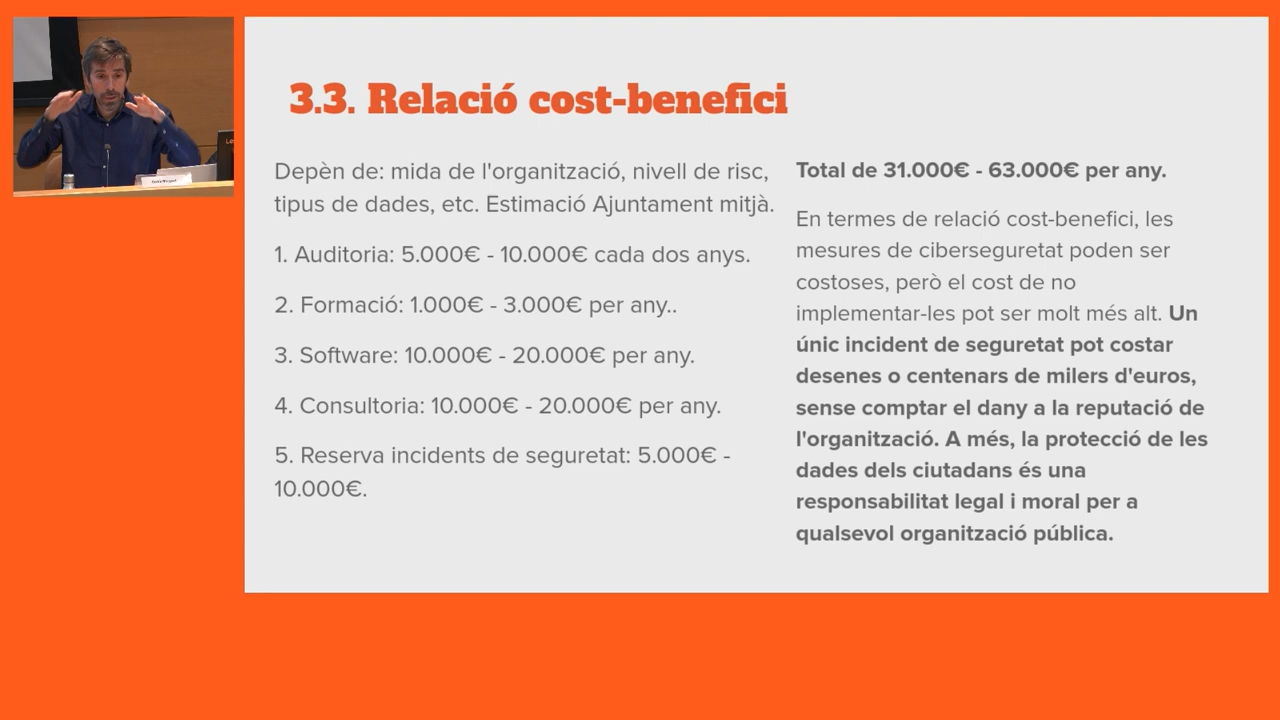 3.3. Relació cost-benefici
Depèn de: mida de l'organització, nivell de risc,
tipus de dades, etc. Estimació Ajuntament mitjà.
1. Auditoria: 5.000€ - 10.000€ cada dos anys.
2. Formació: 1.000€ - 3.000€ per any..
3. Software: 10.000€ - 20.000€ per any.
4. Consultoria: 10.000€ - 20.000€ per any.
5. Reserva incidents de seguretat: 5.000€ -
10.000€.
Total de 31.000€ - 63.000€ per any.
En termes de relació cost-benefici, les
mesures de ciberseguretat poden ser
costoses, però el cost de no
implementar-les pot ser molt més alt. Un
únic incident de seguretat pot costar
desenes o centenars de milers d'euros,
sense comptar el dany a la reputació de
l'organització. A més, la protecció de les
dades dels ciutadans és una
responsabilitat legal i moral per a
qualsevol organització pública.